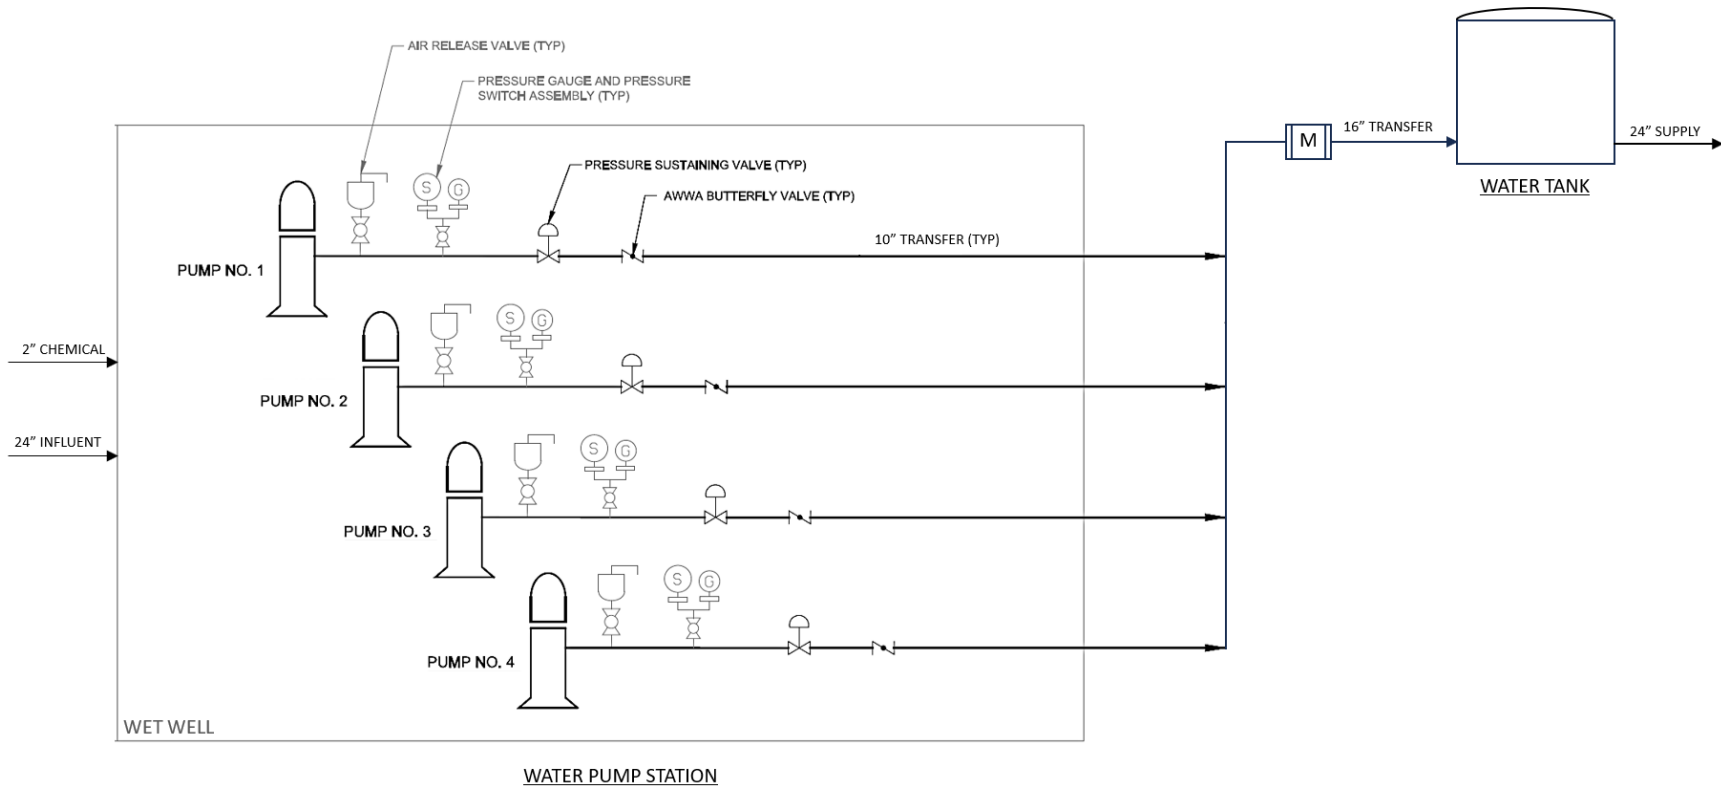 AIR RELEASE VALVE (TYP)
PRESSURE GAUGE AND PRESSURE
SWITCH ASSEMBLY (TYP)
M
16” TRANSFER
24” SUPPLY
WATER TANK
PRESSURE SUSTAINING VALVE (TYP)
AWWA BUTTERFLY VALVE (TYP)
S
G
10” TRANSFER (TYP)
PUMP NO. 1
S
G
2” CHEMICAL
PUMP NO. 2
24” INFLUENT
S
G
PUMP NO. 3
S
G
PUMP NO. 4
WET WELL
WATER PUMP STATION